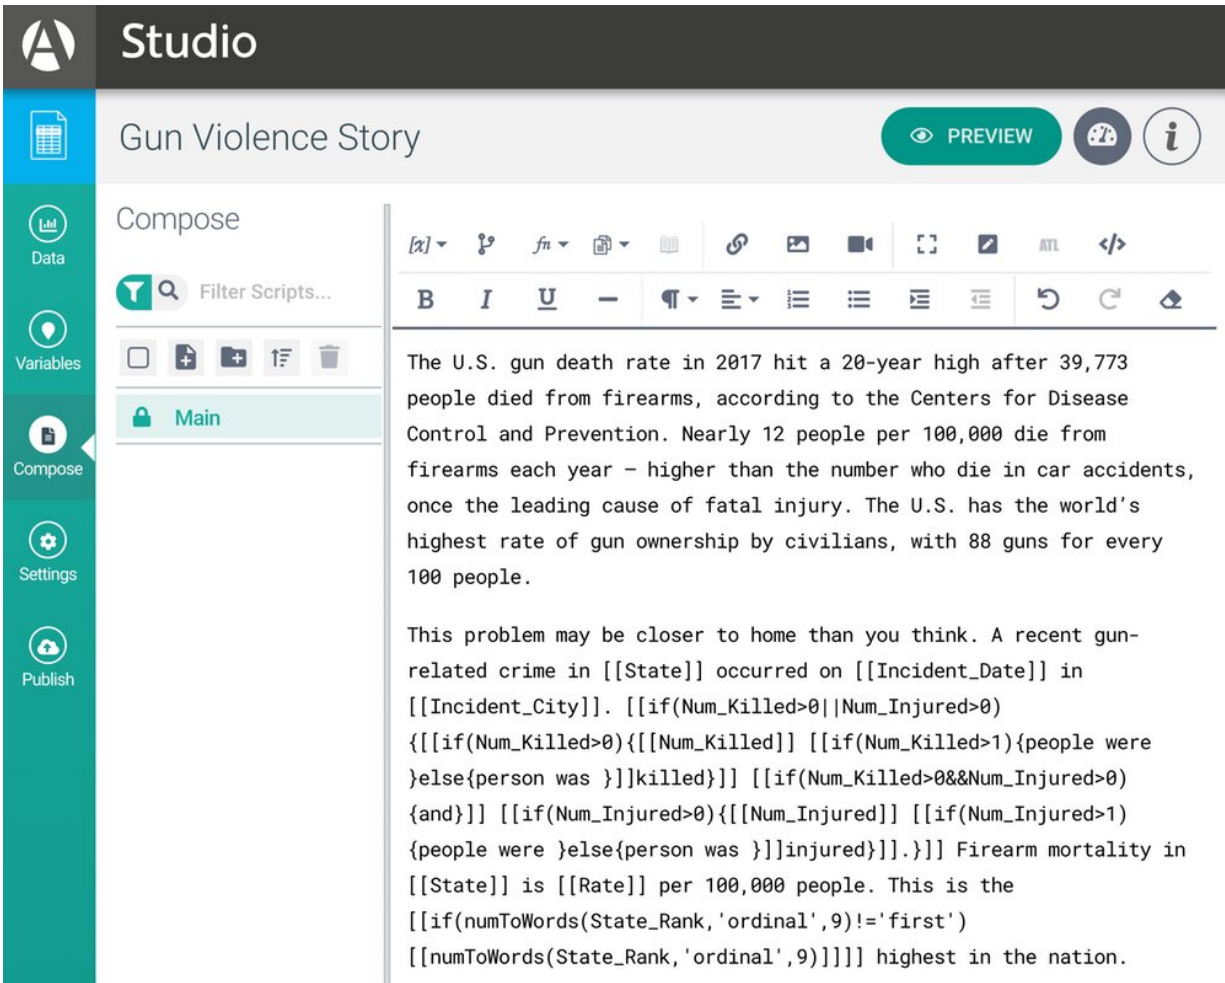 Studio
Gun Violence Story
PREVIEW
i
Data
Variables
Compose
Settings
Publish
Compose
Filter Scripts...
Main
[x]
fn
ATL
</>
B
I
U
The U.S. gun death rate in 2017 hit a 20-year high after 39,773
people died from firearms, according to the Centers for Disease
Control and Prevention. Nearly 12 people per 100,000 die from
firearms each year – higher than the number who die in car accidents,
once the leading cause of fatal injury. The U.S. has the world’s
highest rate of gun ownership by civilians, with 88 guns for every
100 people.
This problem may be closer to home than you think. A recent gun-
related crime in [[State]] occurred on [[Incident_Date]] in
[[Incident_City]]. [[if(Num_Killed>0||Num_Injured>0)
{[[if(Num_Killed>0){[[Num_Killed]] [[if(Num_Killed>1){people were
}else{person was }]]killed}]] [[if(Num_Killed>0&&Num_Injured>0)
{and}]] [[if(Num_Injured>0){[[Num_Injured]] [[if(Num_Injured>1)
{people were }else{person was }]]injured}]].}]] Firearm mortality in
[[State]] is [[Rate]] per 100,000 people. This is the
[[if(numToWords(State_Rank,'ordinal',9)!='first')
[[numToWords(State_Rank,'ordinal',9)]]]] highest in the nation.